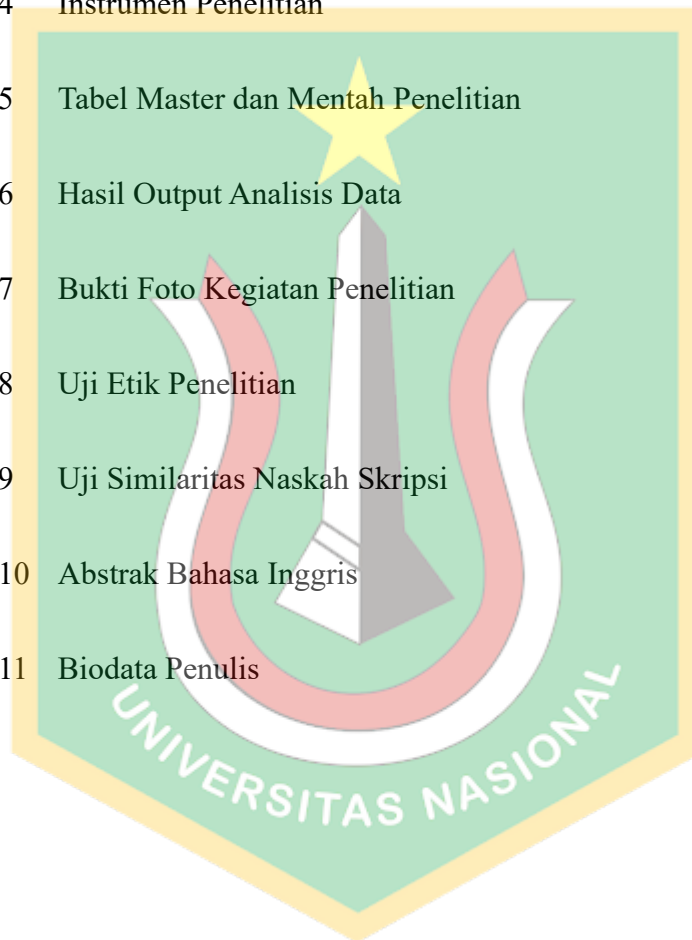 4 Instrumen Penelitian
5 Tabel Master dan Mentah Penelitian
6 Hasil Output Analisis Data
7 Bukti Foto Kegiatan Penelitian
8 Uji Etik Penelitian
9 Uji Similaritas Naskah Skripsi
10 Abstrak Bahasa Inggris
11 Biodata Penulis
UNIVERSITAS NASIONAL